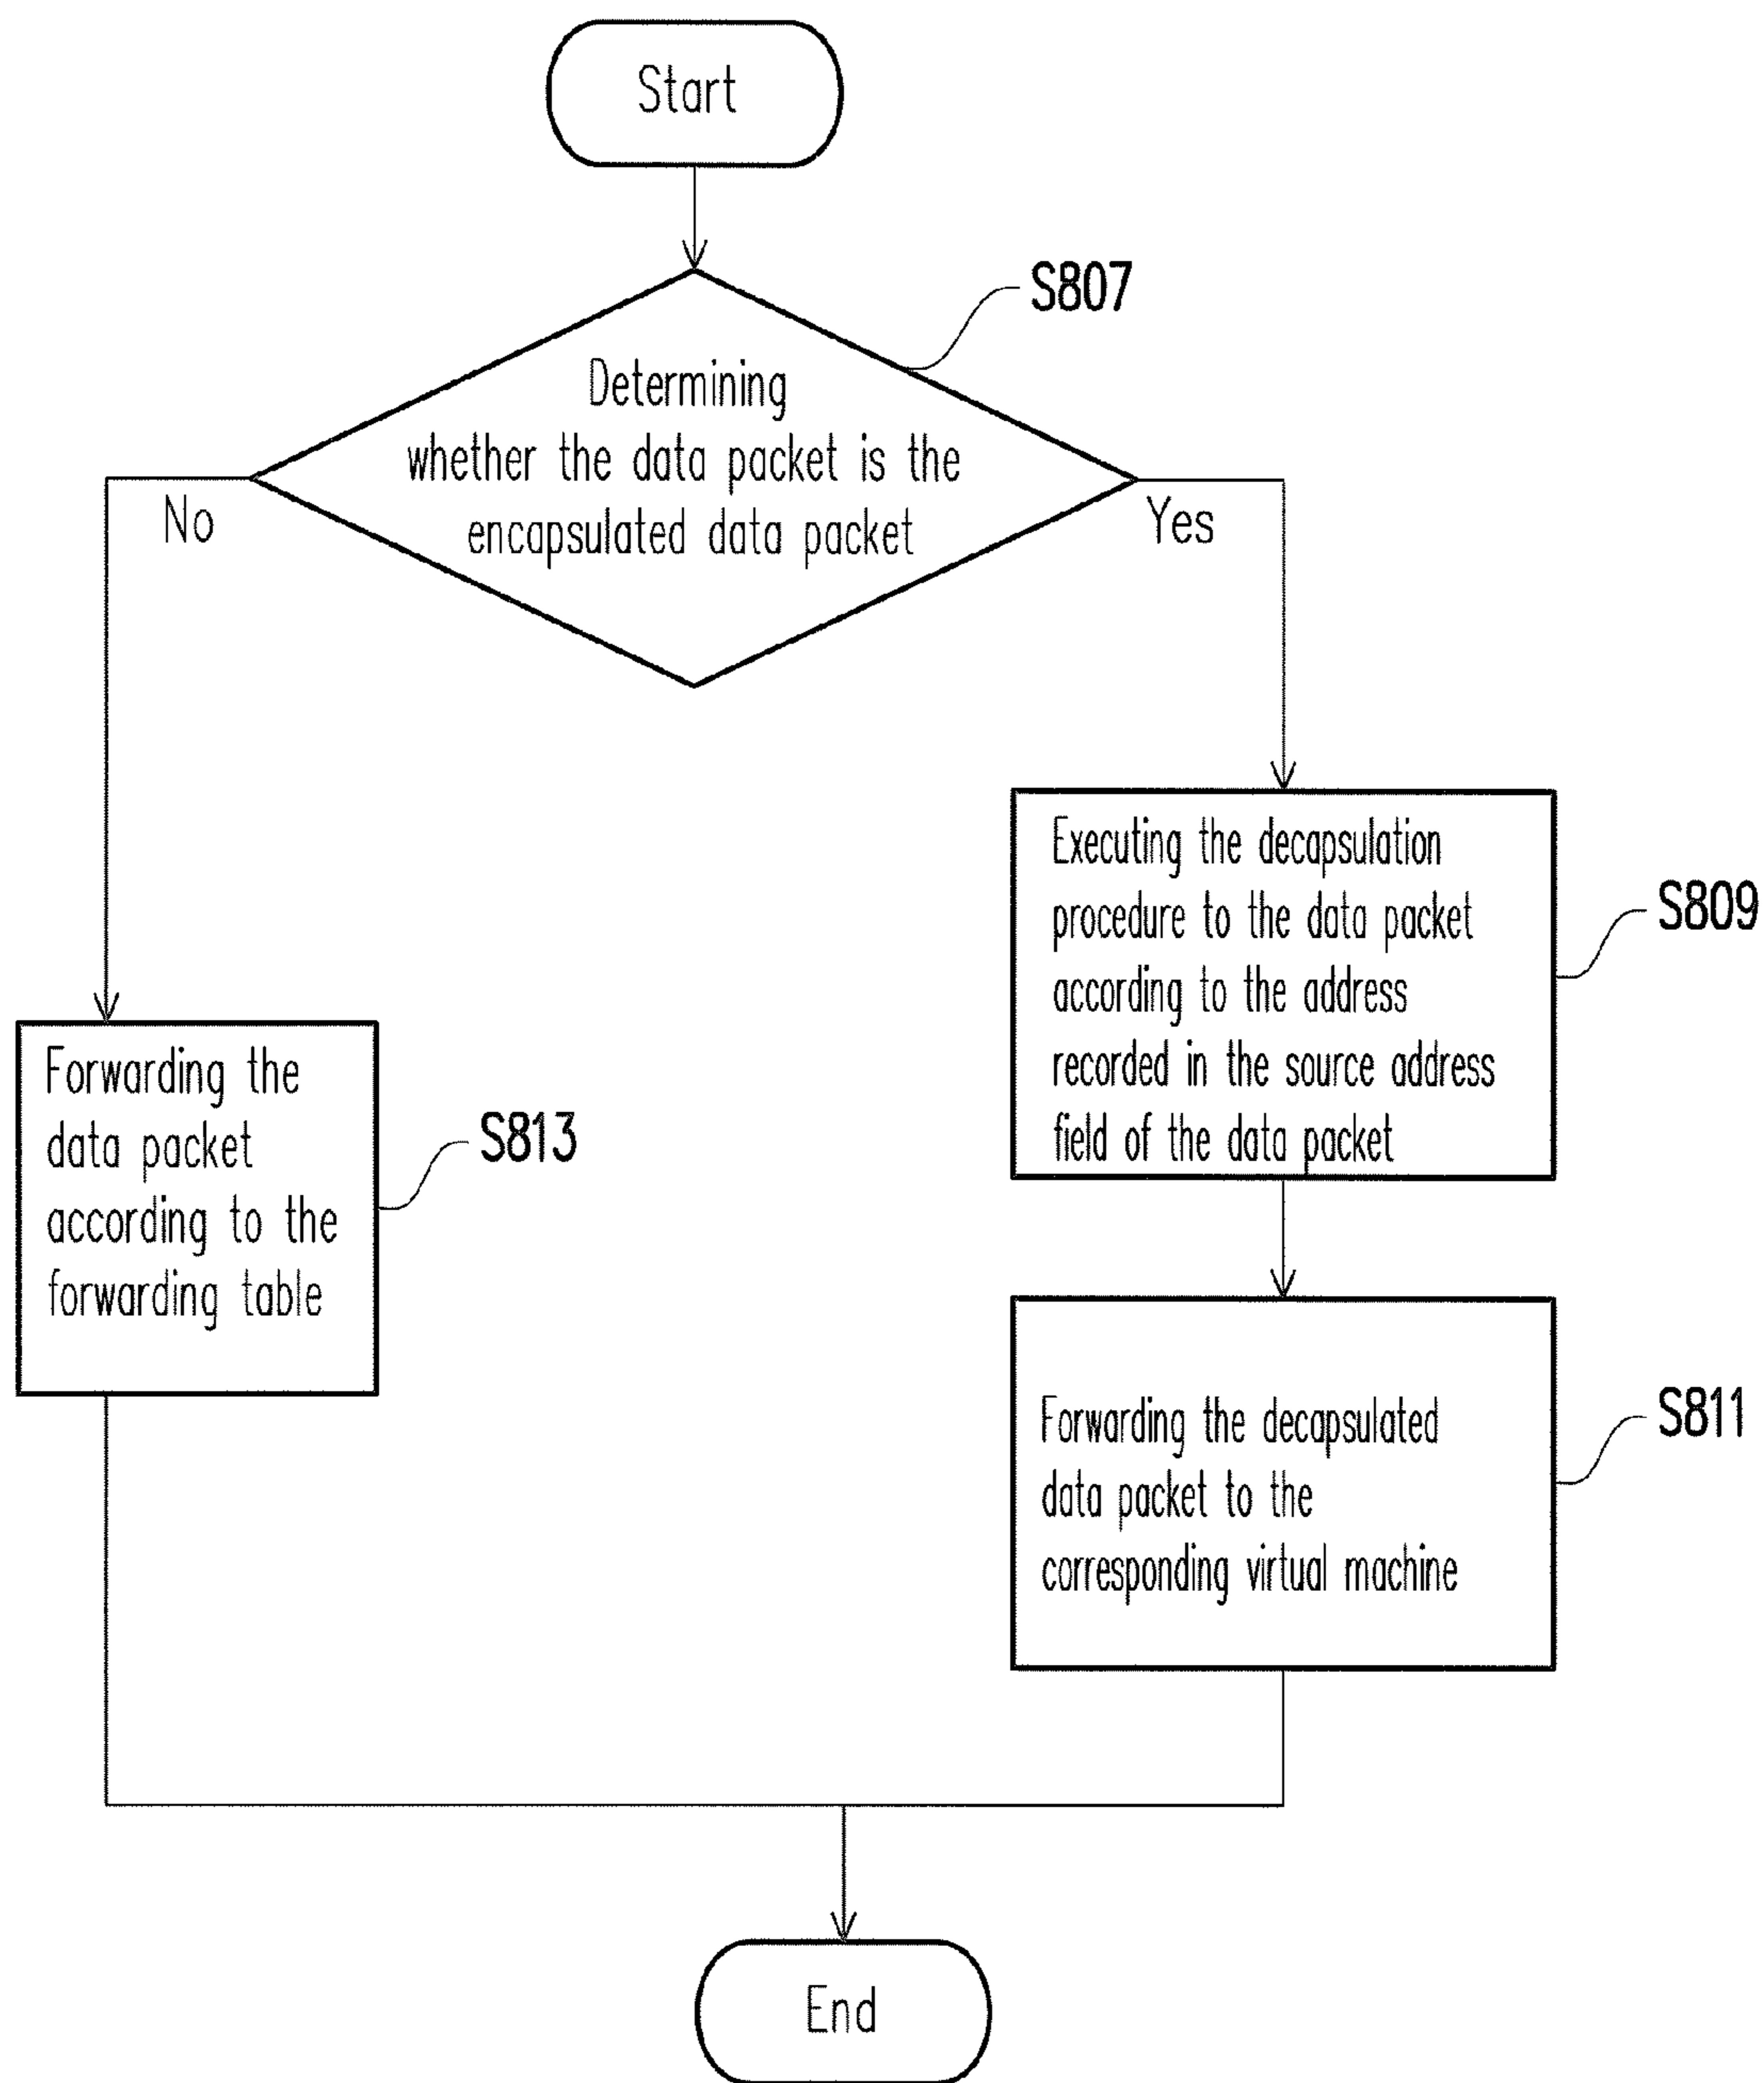 Start
S807
Determining
whether the data packet is the
encapsulated data packet
No
Yes
Executing the decapsulation
procedure to the data packet
according to the address
recorded in the source address
field of the data packet
S809
Forwarding the
data packet
according to the
forwarding table
S813
Forwarding the decapsulated
data packet to the
corresponding virtual machine
S811
End